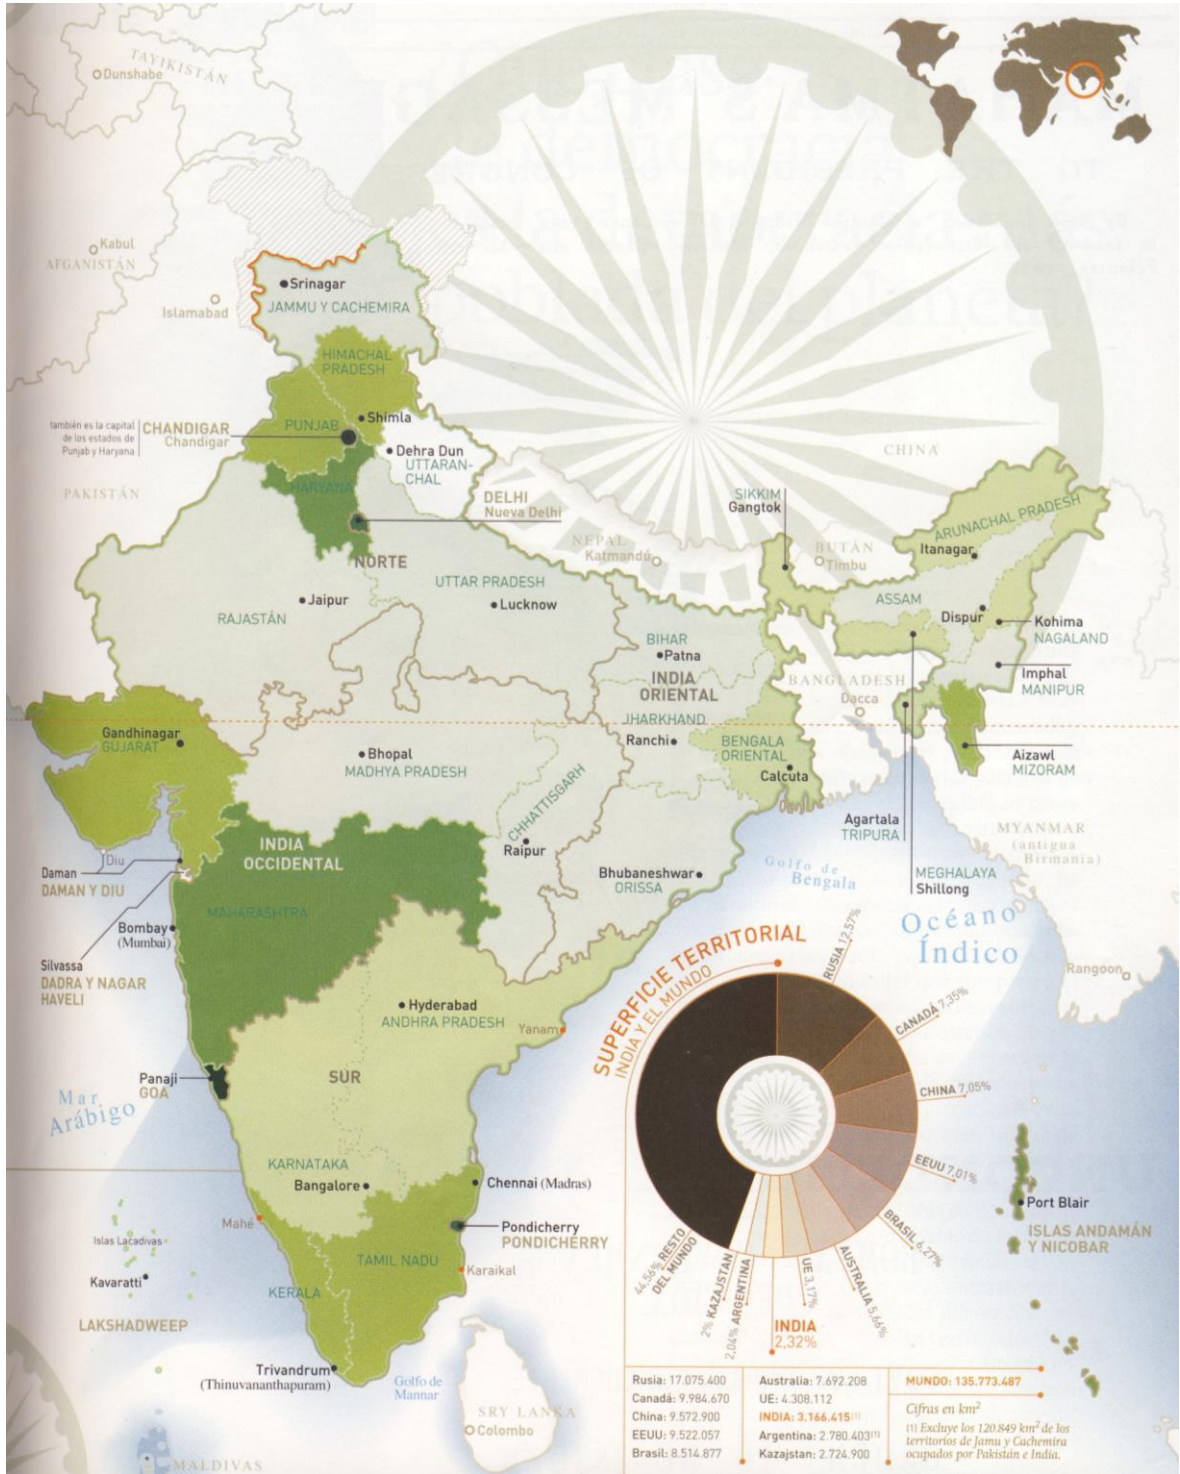 TAYIKISTÁN
Dunshabe
Kabul
AFGANISTÁN
Islamabad
Srinagar
JAMMU Y CACHEMIRA
HIMACHAL
PRADESH
también es la capital
de los estados de
Punjab y Haryana
CHANDIGAR
Chandigar
PUNJAB
Shimla
Dehra Dun
UTTARAN-
CHAL
CHINA
PAKISTÁN
HARYANA
DELHI
Nueva Delhi
NORTE
SIKKIM
Gangtok
ARUNACHAL PRADESH
Itanagar
NEPAL
Katmandú
BUTÁN
Timbu
UTTAR PRADESH
Lucknow
Jaipur
RAJASTÁN
ASSAM
Dispur
Kohima
NAGALAND
BIHAR
Patna
INDIA
ORIENTAL
BANGLADESH
Dacca
Imphal
MANIPUR
Gandhinagar
GUJARAT
Bhopal
MADHYA PRADESH
JHARKHAND
Ranchi
BENGALA
ORIENTAL
Calcuta
Aizawl
MIZORAM
CHHATTISGARH
Raipur
Agartala
TRIPURA
MYANMAR
(antigua
Birmania)
INDIA
OCCIDENTAL
Diu
Daman
DAMAN Y DIU
Bhubaneshwar
ORISSA
Golfo de
Bengala
MEGHALAYA
Shillong
MAHARASHTRA
Bombay
(Mumbai)
Océano
Índico
Silvassa
DADRA Y NAGAR
HAVELI
Rangoon
Hyderabad
ANDHRA PRADESH
Yanam
SUR
Panaji
GOA
Mar
Arábigo
KARNATAKA
Bangalore
Chennai (Madras)
Mahé
Pondicherry
PONDICHERRY
Islas Lacadivas
Kavaratti
LAKSHADWEEP
TAMIL NADU
Karaikal
KERALA
Trivandrum
(Thinuvananthapuram)
Golfo de
Mannar
SRY LANKA
Colombo
MALDIVAS
Port Blair
ISLAS ANDAMÁN
Y NICOBAR
SUPERFICIE TERRITORIAL
INDIA Y EL MUNDO
RUSIA 12,57%
CANADÁ 7,35%
CHINA 7,05%
EEUU 7,01%
BRASIL 6,27%
AUSTRALIA 5,66%
UE 3,17%
INDIA
2,32%
2,04% ARGENTINA
2% KAZAJSTAN
44,56% RESTO
DEL MUNDO
Rusia: 17.075.400
Canadá: 9.984.670
China: 9.572.900
EEUU: 9.522.057
Brasil: 8.514.877
Australia: 7.692.208
UE: 4.308.112
INDIA: 3.166.415(1)
Argentina: 2.780.403(1)
Kazajstan: 2.724.900
MUNDO: 135.773.487
Cifras en km²
(1) Excluye los 120.849 km² de los
territorios de Jamu y Cachemira
ocupados por Pakistán e India.